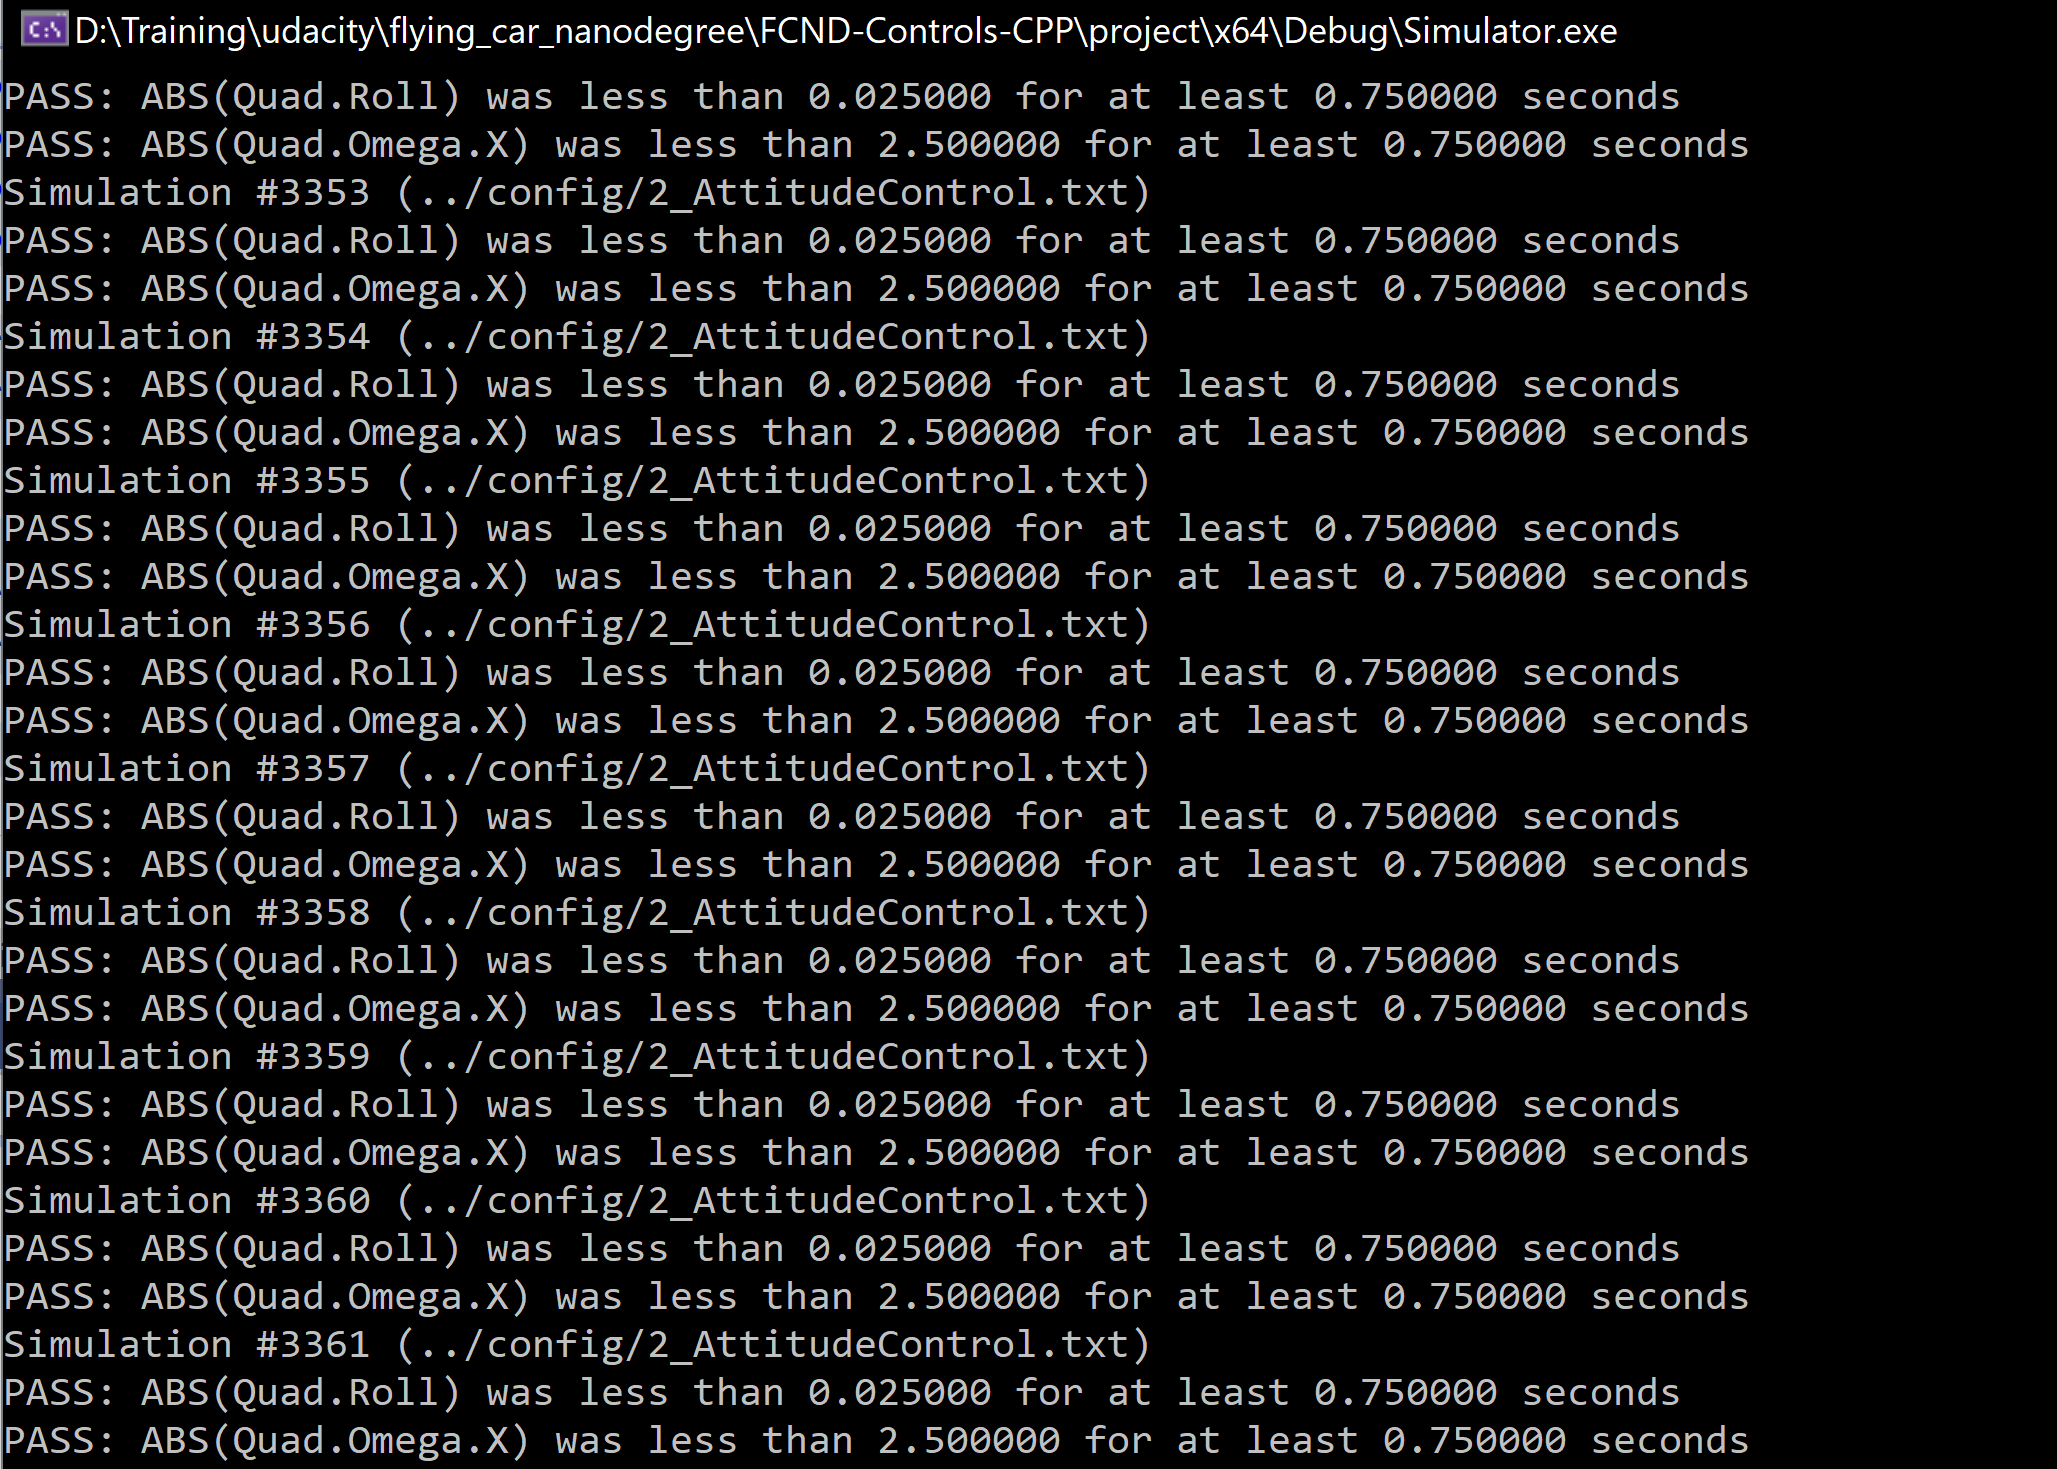 D:\Training\udacity\flying_car_nanodegree\FCND-Controls-CPP\project\x64\Debug\Simulator.exe
PASS: ABS(Quad.Roll) was less than 0.025000 for at least 0.750000 seconds
PASS: ABS(Quad.Omega.X) was less than 2.500000 for at least 0.750000 seconds
Simulation #3353 (../config/2_AttitudeControl.txt)
PASS: ABS(Quad.Roll) was less than 0.025000 for at least 0.750000 seconds
PASS: ABS(Quad.Omega.X) was less than 2.500000 for at least 0.750000 seconds
Simulation #3354 (../config/2_AttitudeControl.txt)
PASS: ABS(Quad.Roll) was less than 0.025000 for at least 0.750000 seconds
PASS: ABS(Quad.Omega.X) was less than 2.500000 for at least 0.750000 seconds
Simulation #3355 (../config/2_AttitudeControl.txt)
PASS: ABS(Quad.Roll) was less than 0.025000 for at least 0.750000 seconds
PASS: ABS(Quad.Omega.X) was less than 2.500000 for at least 0.750000 seconds
Simulation #3356 (../config/2_AttitudeControl.txt)
PASS: ABS(Quad.Roll) was less than 0.025000 for at least 0.750000 seconds
PASS: ABS(Quad.Omega.X) was less than 2.500000 for at least 0.750000 seconds
Simulation #3357 (../config/2_AttitudeControl.txt)
PASS: ABS(Quad.Roll) was less than 0.025000 for at least 0.750000 seconds
PASS: ABS(Quad.Omega.X) was less than 2.500000 for at least 0.750000 seconds
Simulation #3358 (../config/2_AttitudeControl.txt)
PASS: ABS(Quad.Roll) was less than 0.025000 for at least 0.750000 seconds
PASS: ABS(Quad.Omega.X) was less than 2.500000 for at least 0.750000 seconds
Simulation #3359 (../config/2_AttitudeControl.txt)
PASS: ABS(Quad.Roll) was less than 0.025000 for at least 0.750000 seconds
PASS: ABS(Quad.Omega.X) was less than 2.500000 for at least 0.750000 seconds
Simulation #3360 (../config/2_AttitudeControl.txt)
PASS: ABS(Quad.Roll) was less than 0.025000 for at least 0.750000 seconds
PASS: ABS(Quad.Omega.X) was less than 2.500000 for at least 0.750000 seconds
Simulation #3361 (../config/2_AttitudeControl.txt)
PASS: ABS(Quad.Roll) was less than 0.025000 for at least 0.750000 seconds
PASS: ABS(Quad.Omega.X) was less than 2.500000 for at least 0.750000 seconds